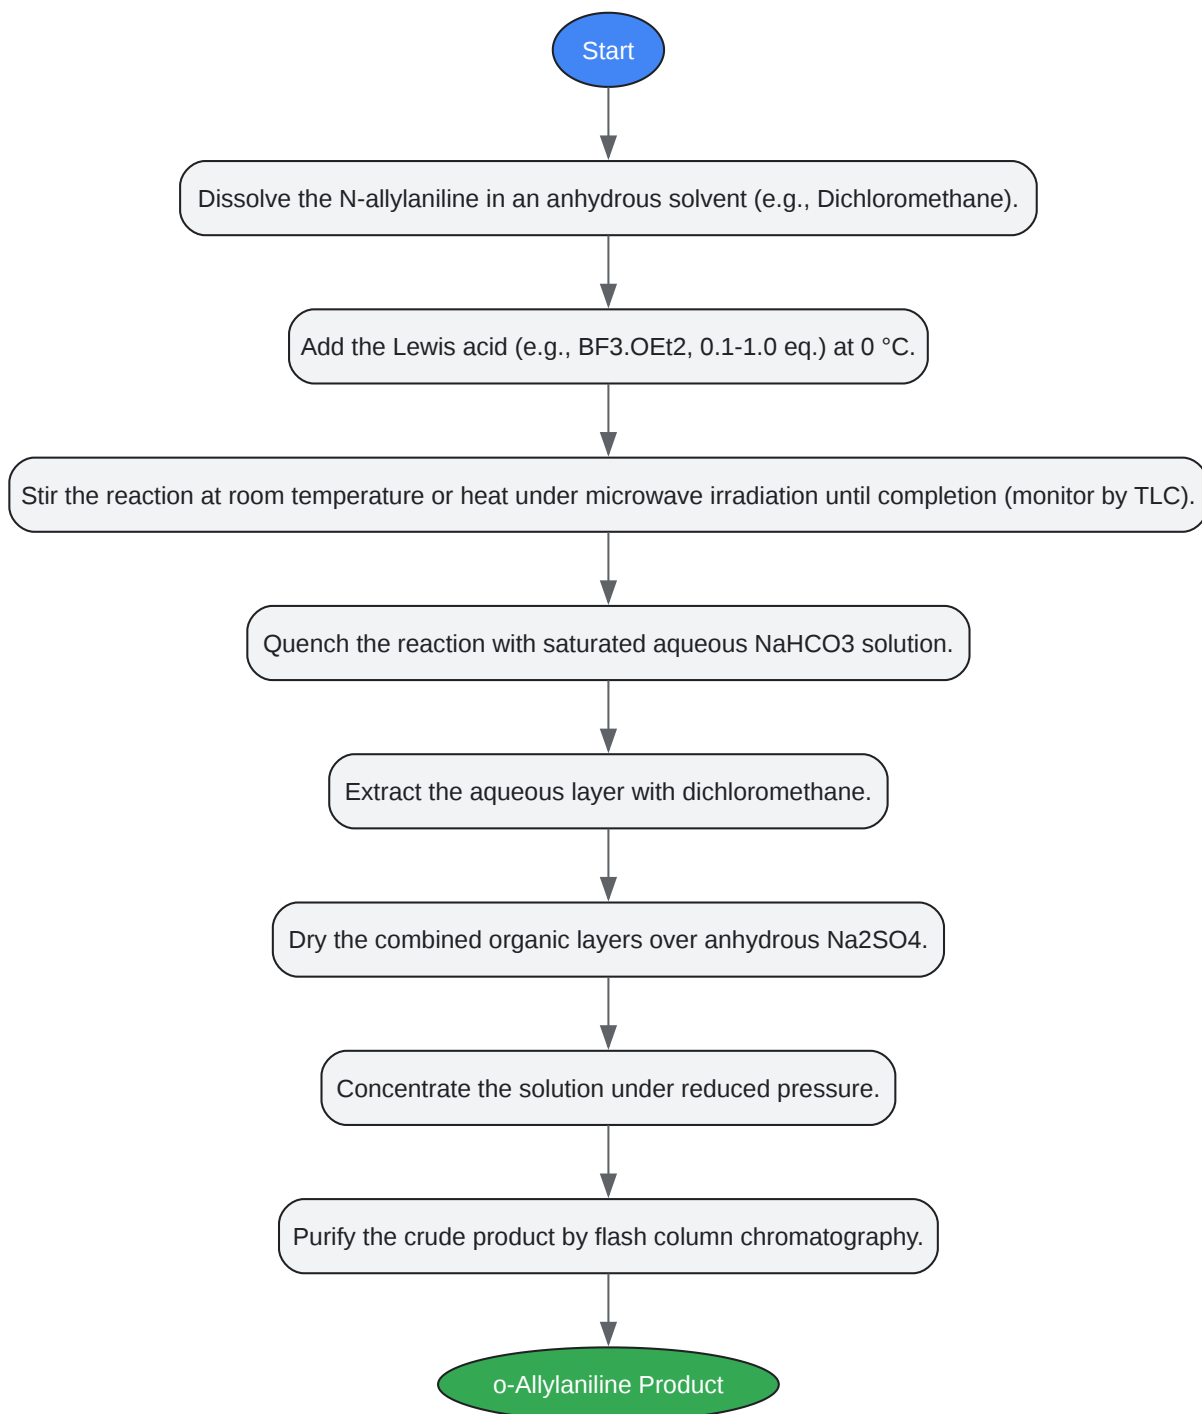 Start
Dissolve the N-allylaniline in an anhydrous solvent (e.g., Dichloromethane).
Add the Lewis acid (e.g., BF3.OEt2, 0.1-1.0 eq.) at 0 °C.
Stir the reaction at room temperature or heat under microwave irradiation until completion (monitor by TLC).
Quench the reaction with saturated aqueous NaHCO3 solution.
Extract the aqueous layer with dichloromethane.
Dry the combined organic layers over anhydrous Na2SO4.
Concentrate the solution under reduced pressure.
Purify the crude product by flash column chromatography.
o-Allylaniline Product